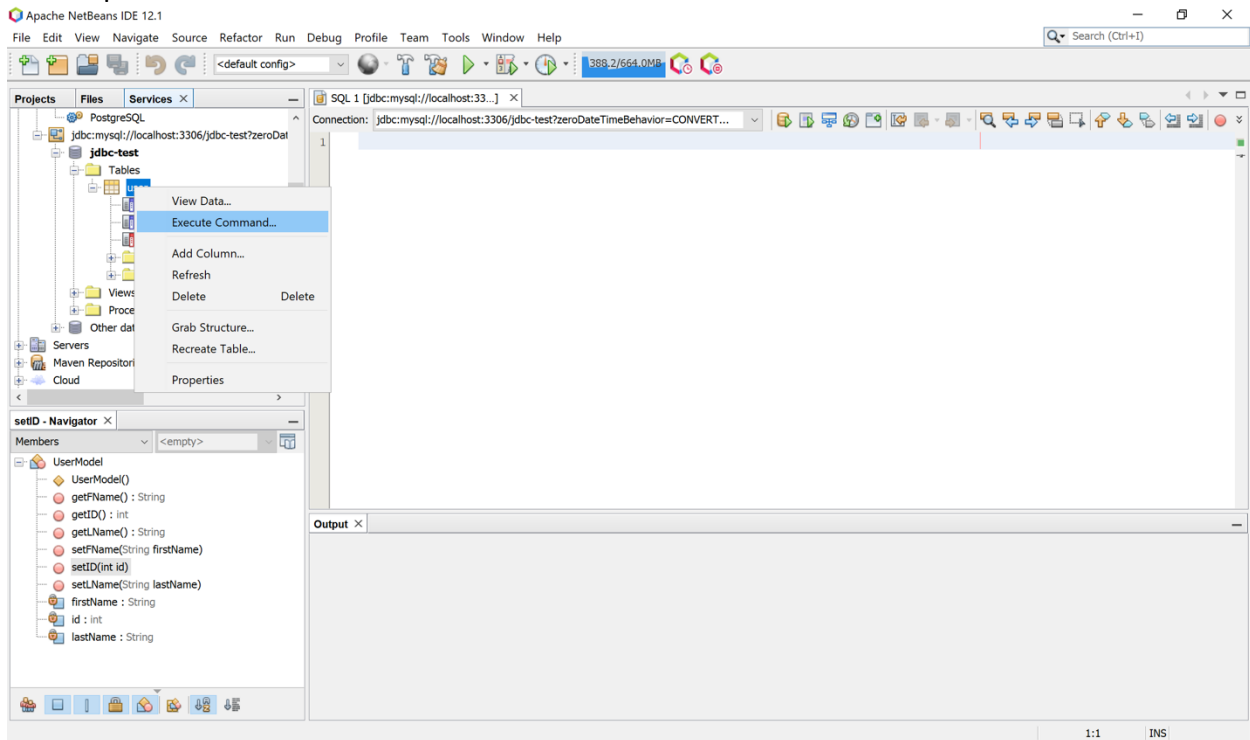 Apache NetBeans IDE 12.1
File Edit View Navigate Source Refactor Run Debug Profile Team Tools Window Help
Search (Ctrl+I)
<default config>
388.2/664.0MB
Projects Files Services
SQL 1 [jdbc:mysql://localhost:33...]
Connection: jdbc:mysql://localhost:3306/jdbc-test?zeroDateTimeBehavior=CONVERT...
1
PostgreSQL
jdbc:mysql://localhost:3306/jdbc-test?zeroDat
jdbc-test
Tables
Views
Proce
Other dat
Servers
Maven Repositori
Cloud
View Data...
Execute Command...
Add Column...
Refresh
Delete Delete
Grab Structure...
Recreate Table...
Properties
setID - Navigator
Members <empty>
UserModel
UserModel()
getFName() : String
getID() : int
getLName() : String
setFName(String firstName)
setID(int id)
setLName(String lastName)
firstName : String
id : int
lastName : String
Output
1:1 INS